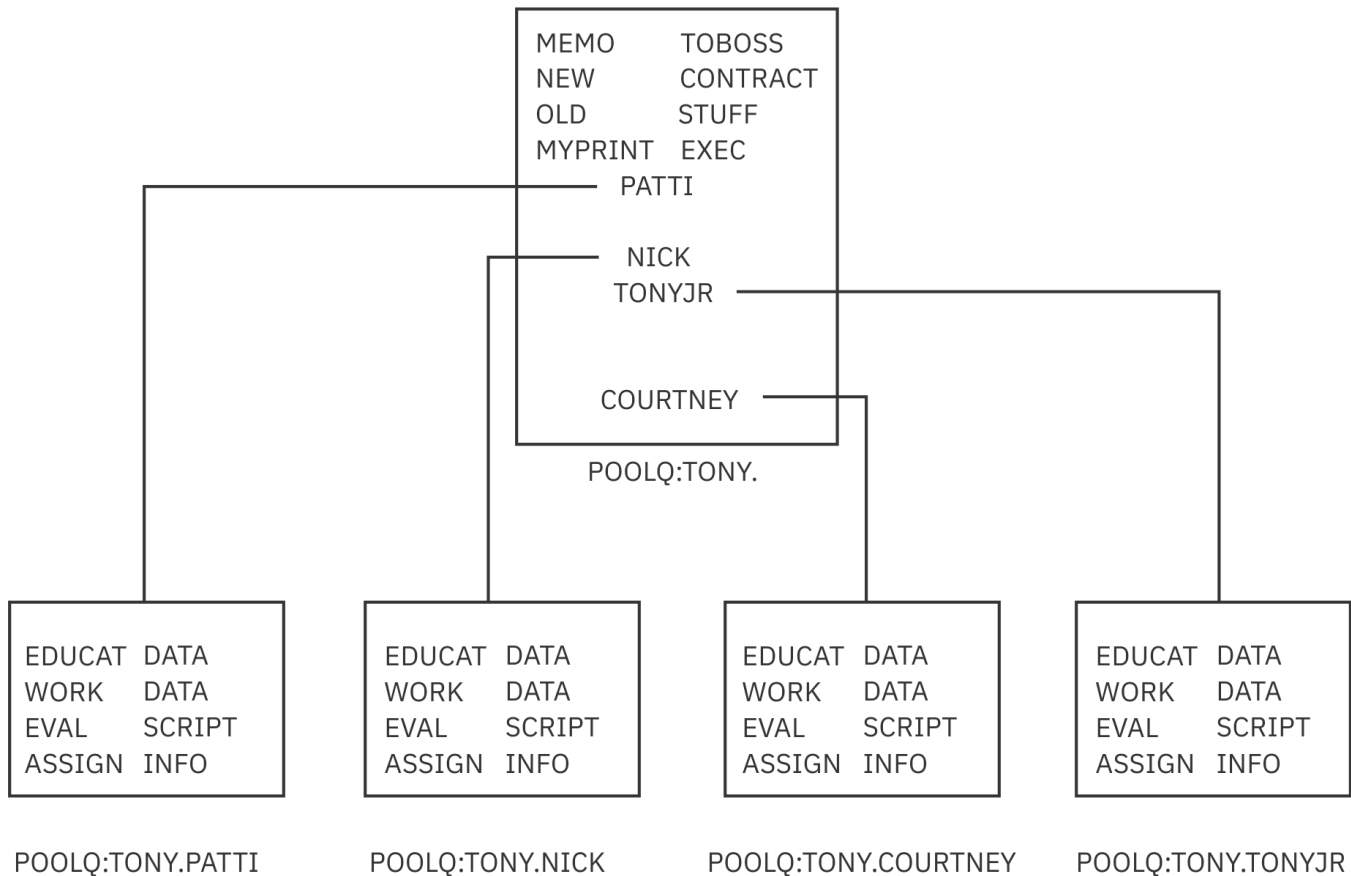 MEMO TOBOSS
NEW CONTRACT
OLD STUFF
MYPRINT EXEC
PATTI
NICK
TONYJR
COURTNEY
POOLQ:TONY.
EDUCAT DATA
WORK DATA
EVAL SCRIPT
ASSIGN INFO
POOLQ:TONY.PATTI
EDUCAT DATA
WORK DATA
EVAL SCRIPT
ASSIGN INFO
POOLQ:TONY.NICK
EDUCAT DATA
WORK DATA
EVAL SCRIPT
ASSIGN INFO
POOLQ:TONY.COURTNEY
EDUCAT DATA
WORK DATA
EVAL SCRIPT
ASSIGN INFO
POOLQ:TONY.TONYJR